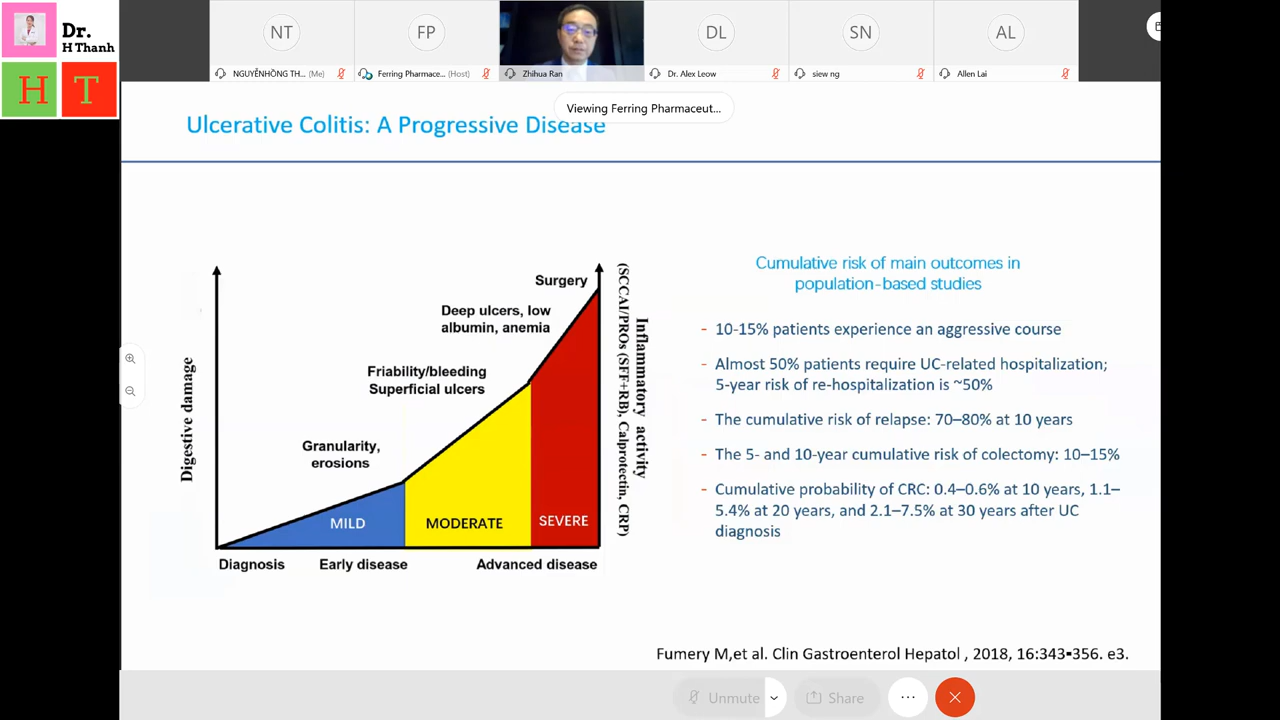 Dr.
H Thanh
H T
NT
FP
DL
SN
AL
NGUYỄNHỒNG TH... (Me)
Ferring Pharmace... (Host)
Zhihua Ran
Dr. Alex Leow
siew ng
Allen Lai
Viewing Ferring Pharmaceut...
Ulcerative Colitis: A Progressive Disease
Digestive damage
Surgery
Deep ulcers, low
albumin, anemia
Friability/bleeding
Superficial ulcers
Granularity,
erosions
MILD
MODERATE
SEVERE
Diagnosis
Early disease
Advanced disease
Inflammatory activity
(SCCAI/PROs (SFF+RB), Calprotectin, CRP)
Cumulative risk of main outcomes in
population-based studies
- 10-15% patients experience an aggressive course
- Almost 50% patients require UC-related hospitalization;
5-year risk of re-hospitalization is ~50%
- The cumulative risk of relapse: 70–80% at 10 years
- The 5- and 10-year cumulative risk of colectomy: 10–15%
- Cumulative probability of CRC: 0.4–0.6% at 10 years, 1.1–
5.4% at 20 years, and 2.1–7.5% at 30 years after UC
diagnosis
Fumery M,et al. Clin Gastroenterol Hepatol , 2018, 16:343-356. e3.
Unmute
Share